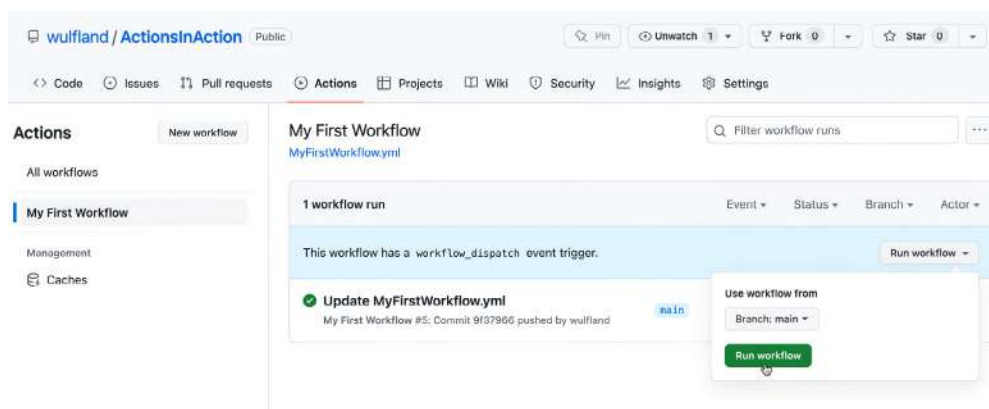 wulfland / ActionsInAction Public
Pin Unwatch 1 Fork 0 Star 0
<> Code Issues Pull requests Actions Projects Wiki Security Insights Settings
Actions New workflow
All workflows
My First Workflow
Management
Caches
My First Workflow
MyFirstWorkflow.yml
Filter workflow runs
1 workflow run Event Status Branch Actor
This workflow has a workflow_dispatch event trigger. Run workflow
Update MyFirstWorkflow.yml
My First Workflow #5: Commit 9f37966 pushed by wulfland
main
Use workflow from
Branch: main
Run workflow